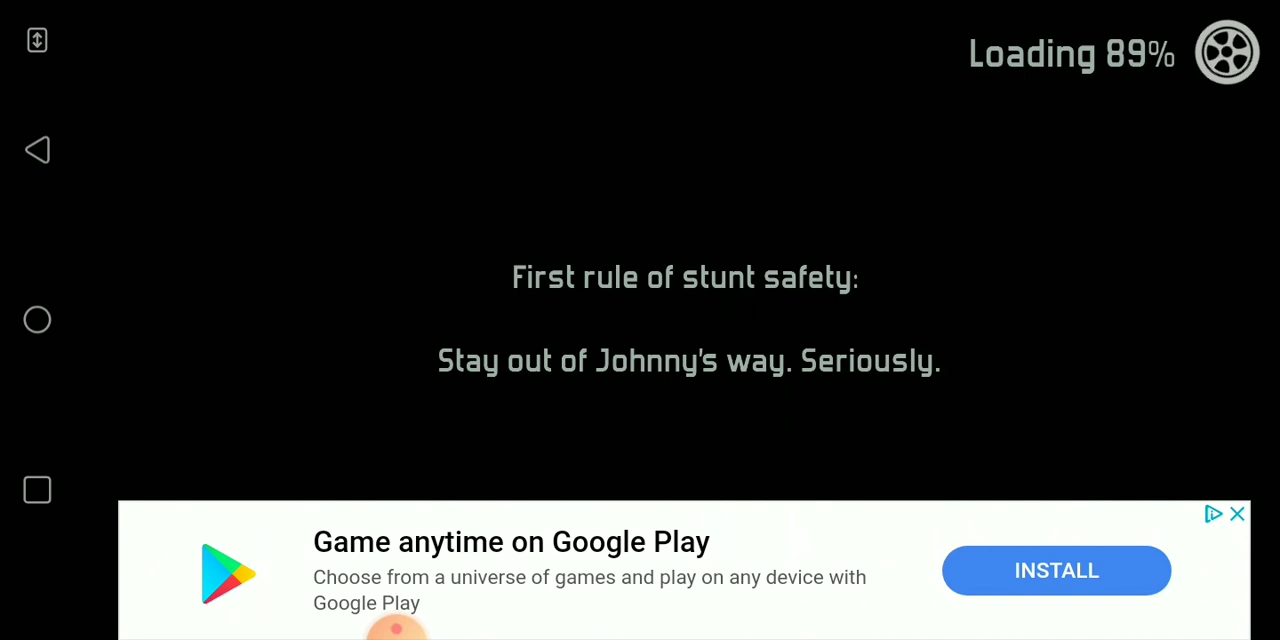 Loading 89%
First rule of stunt safety:
Stay out of Johnny's way. Seriously.
Game anytime on Google Play
Choose from a universe of games and play on any device with
Google Play
INSTALL